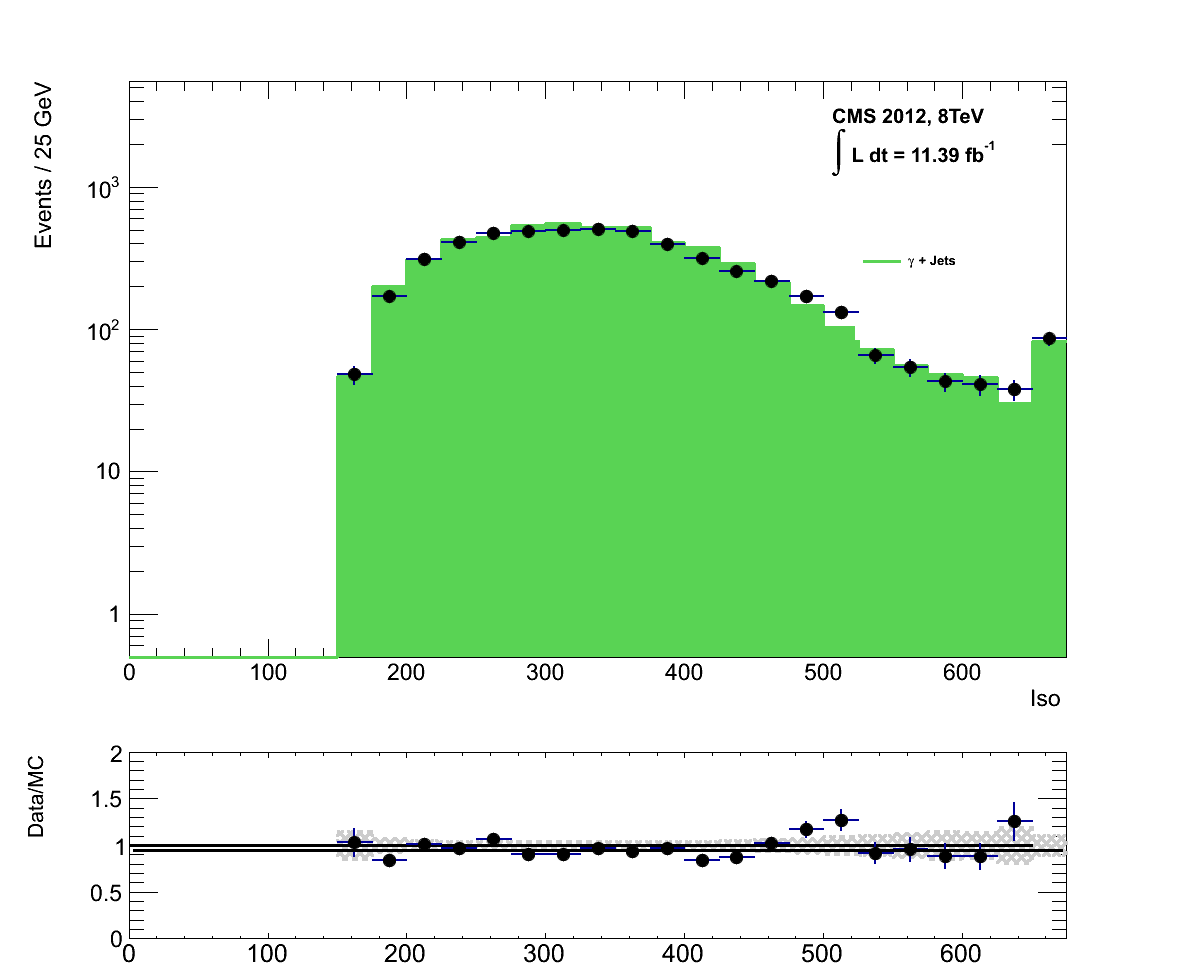 Events / 25 GeV
CMS 2012, 8TeV
∫ L dt = 11.39 fb⁻¹
γ + Jets
10³
10²
10
1
0 100 200 300 400 500 600
Iso
Data/MC
2
1.5
1
0.5
0
0 100 200 300 400 500 600